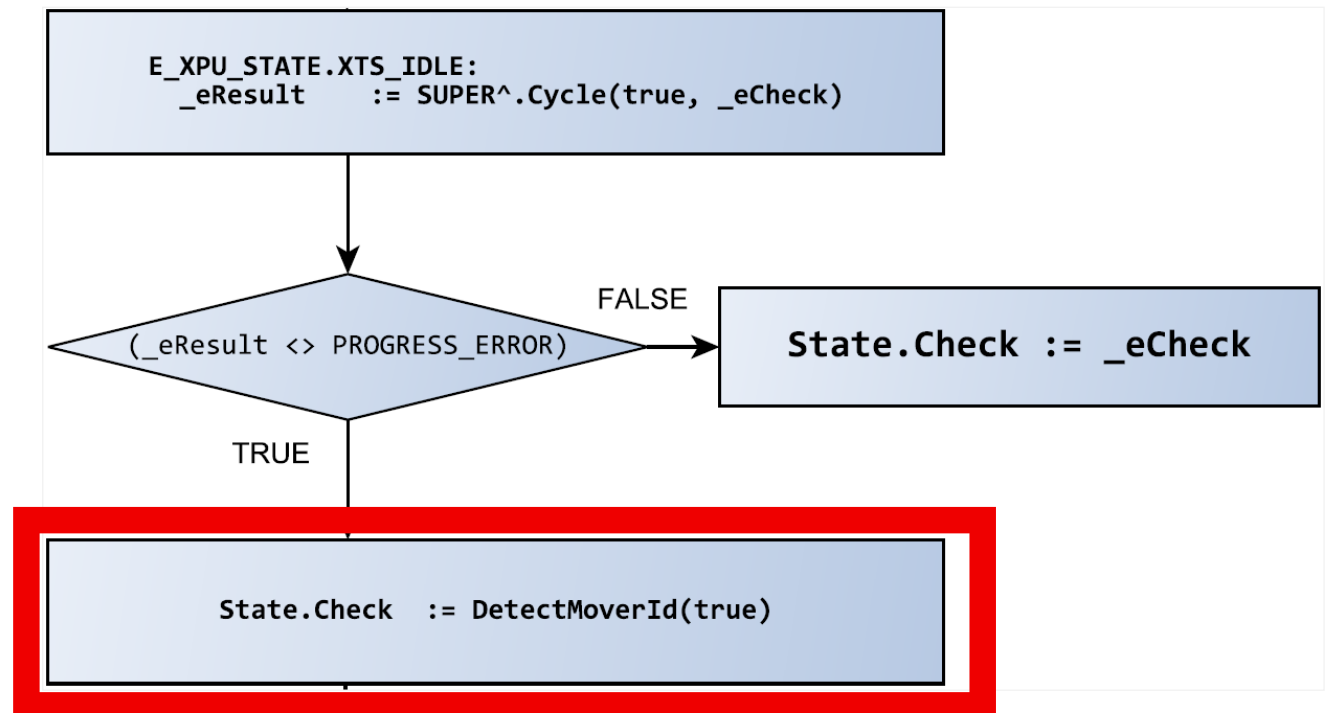 E_XPU_STATE.XTS_IDLE:
_eResult := SUPER^.Cycle(true, _eCheck)
(_eResult <> PROGRESS_ERROR)
FALSE
State.Check := _eCheck
TRUE
State.Check := DetectMoverId(true)